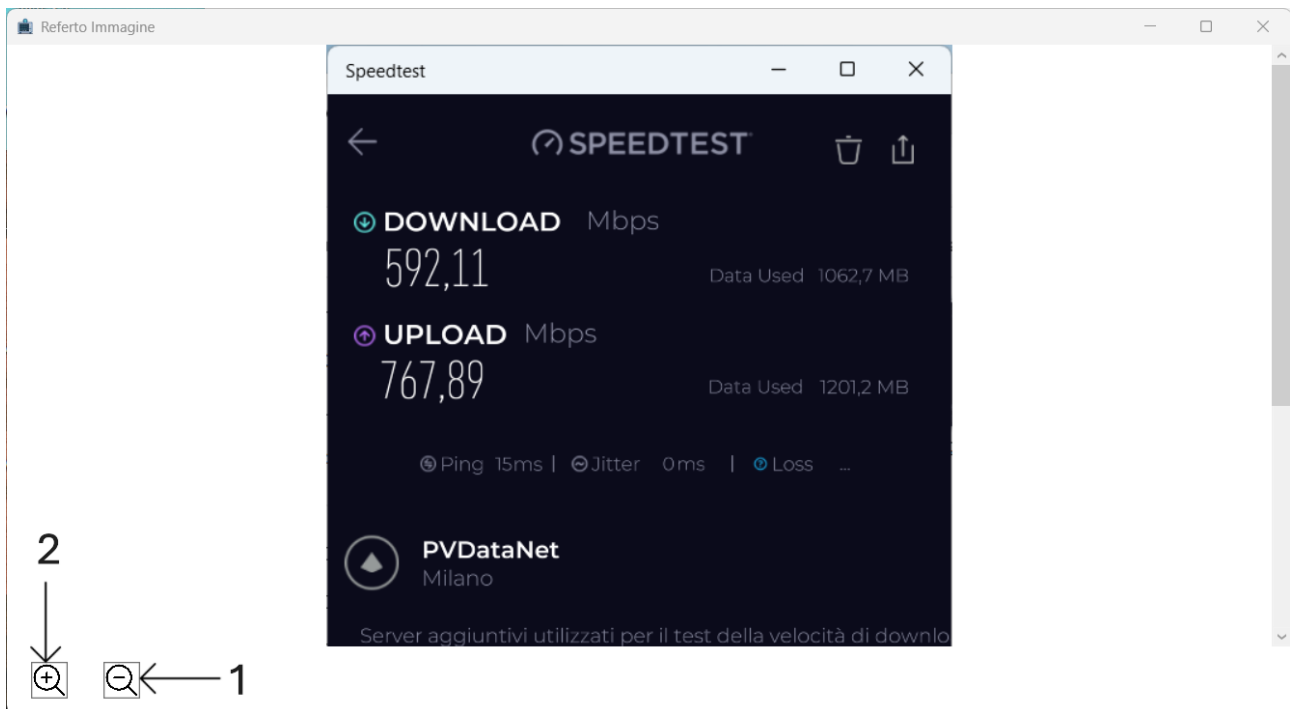 Referto Immagine
Speedtest
SPEEDTEST
DOWNLOAD Mbps
592,11
Data Used 1062,7 MB
UPLOAD Mbps
767,89
Data Used 1201,2 MB
Ping 15ms | Jitter 0ms | Loss ...
PVDataNet
Milano
Server aggiuntivi utilizzati per il test della velocità di downlo
2
1